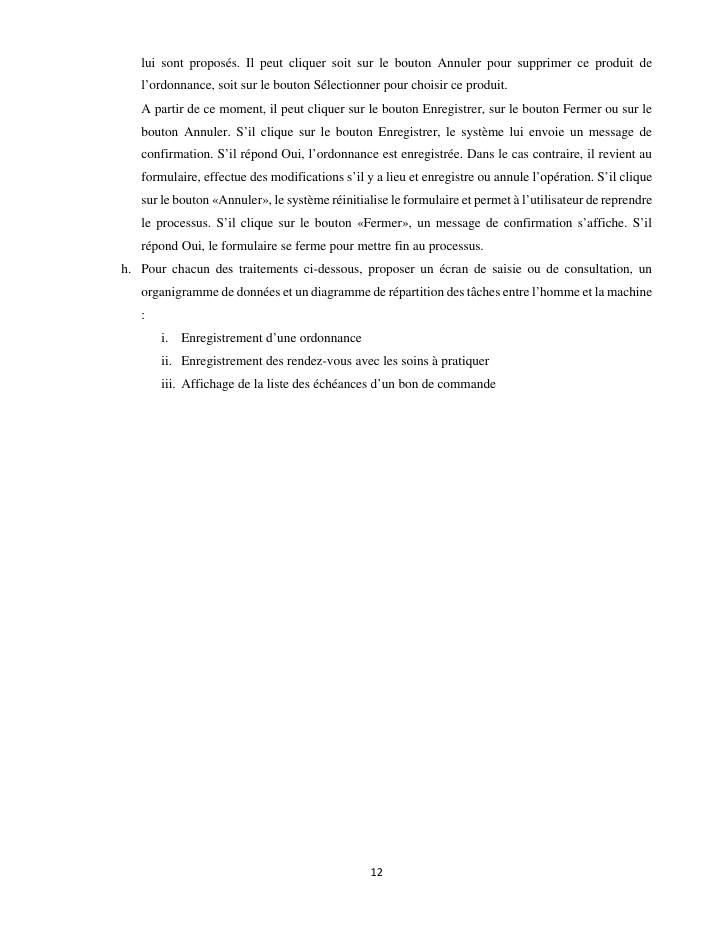 lui sont proposés. Il peut cliquer soit sur le bouton Annuler pour supprimer ce produit de
l’ordonnance, soit sur le bouton Sélectionner pour choisir ce produit.
A partir de ce moment, il peut cliquer sur le bouton Enregistrer, sur le bouton Fermer ou sur le
bouton Annuler. S’il clique sur le bouton Enregistrer, le système lui envoie un message de
confirmation. S’il répond Oui, l’ordonnance est enregistrée. Dans le cas contraire, il revient au
formulaire, effectue des modifications s’il y a lieu et enregistre ou annule l’opération. S’il clique
sur le bouton «Annuler», le système réinitialise le formulaire et permet à l’utilisateur de reprendre
le processus. S’il clique sur le bouton «Fermer», un message de confirmation s’affiche. S’il
répond Oui, le formulaire se ferme pour mettre fin au processus.
h. Pour chacun des traitements ci-dessous, proposer un écran de saisie ou de consultation, un
organigramme de données et un diagramme de répartition des tâches entre l’homme et la machine
:
i. Enregistrement d’une ordonnance
ii. Enregistrement des rendez-vous avec les soins à pratiquer
iii. Affichage de la liste des échéances d’un bon de commande
12